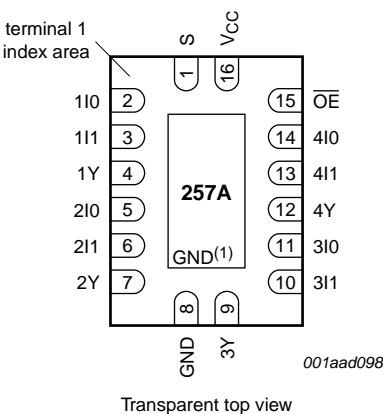 terminal 1
index area
S
VCC
1
16
1I0 2
15 OE
1I1 3
14 4I0
1Y 4
13 4I1
2I0 5
12 4Y
2I1 6
11 3I0
2Y 7
10 3I1
257A
GND(1)
8
9
GND
3Y
001aad098
Transparent top view